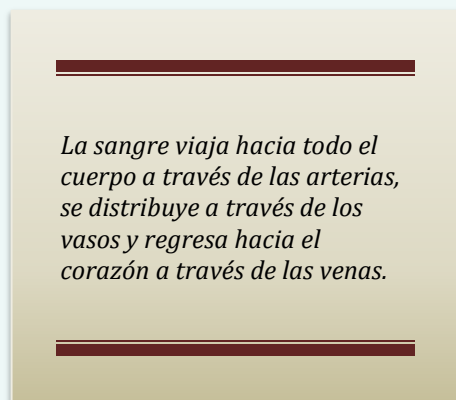 La sangre viaja hacia todo el
cuerpo a través de las arterias,
se distribuye a través de los
vasos y regresa hacia el
corazón a través de las venas.